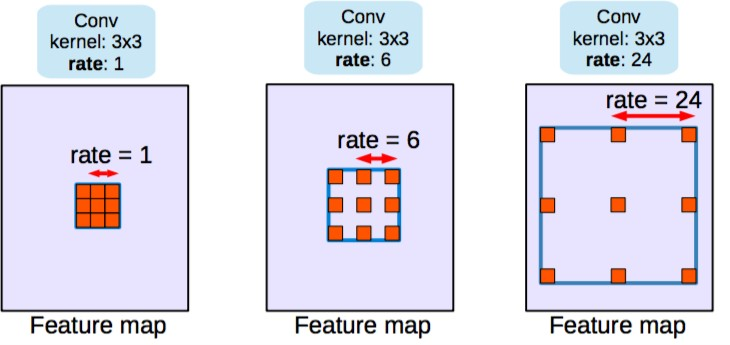 Conv
kernel: 3x3
rate: 1
Conv
kernel: 3x3
rate: 6
Conv
kernel: 3x3
rate: 24
rate = 1
rate = 6
rate = 24
Feature map
Feature map
Feature map